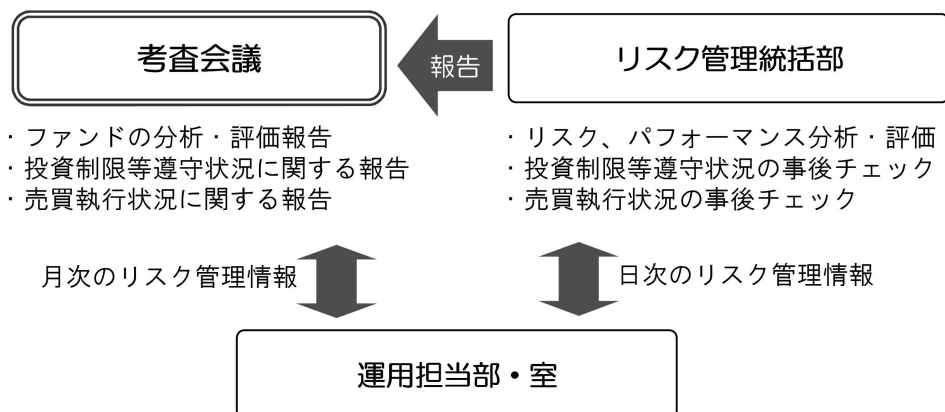 考査会議
報告
リスク管理統括部
・ファンドの分析・評価報告
・投資制限等遵守状況に関する報告
・売買執行状況に関する報告
・リスク、パフォーマンス分析・評価
・投資制限等遵守状況の事後チェック
・売買執行状況の事後チェック
月次のリスク管理情報
日次のリスク管理情報
運用担当部・室